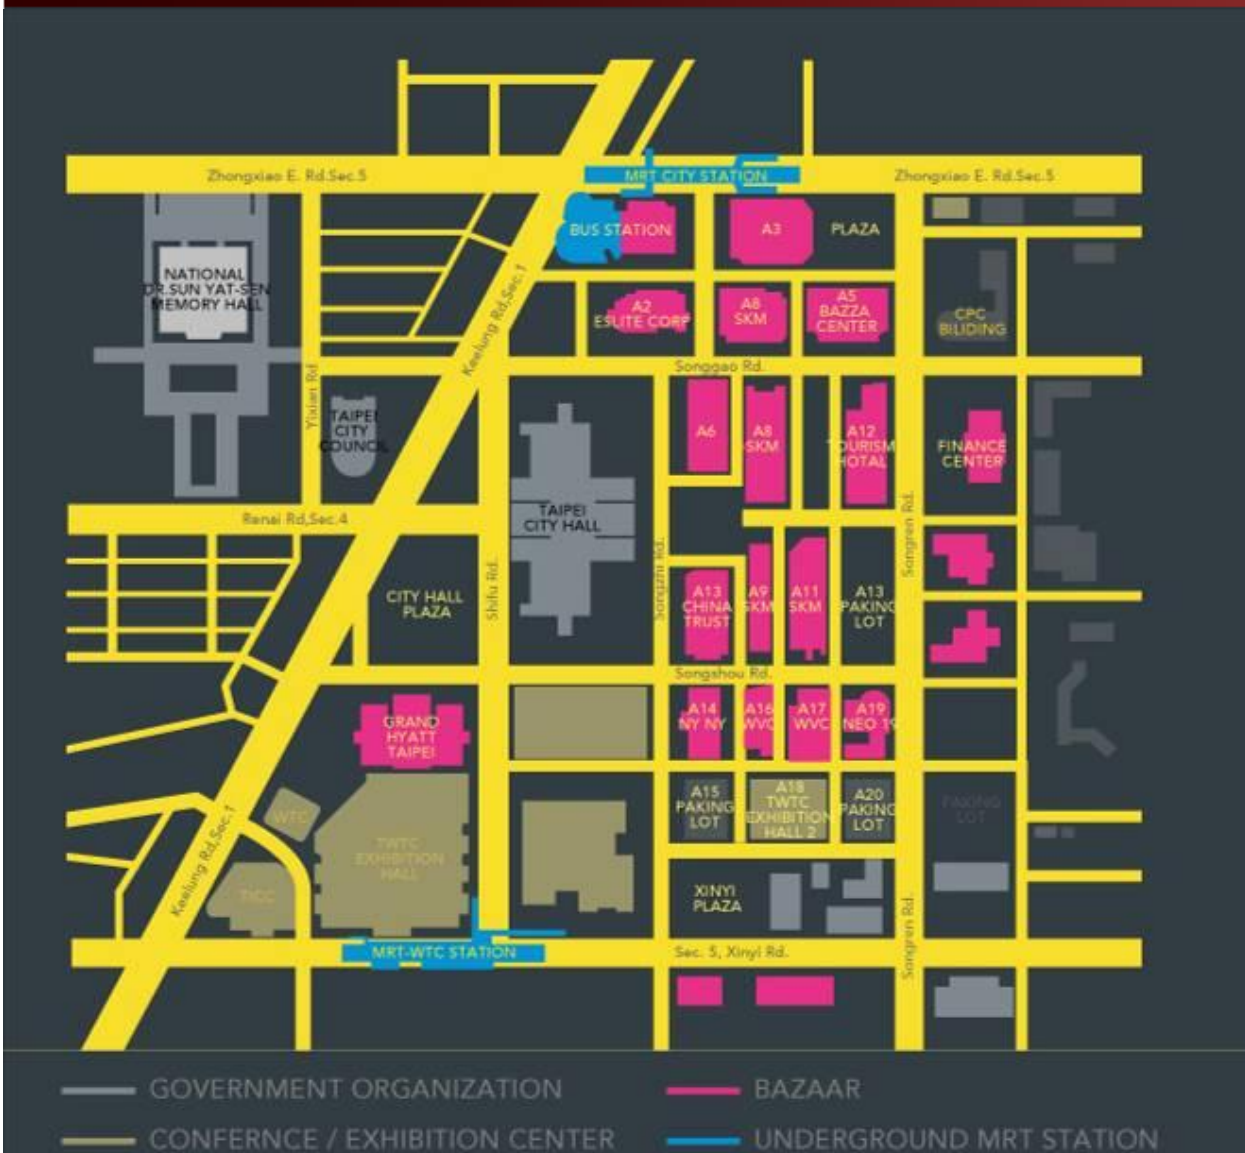 Zhongxiao E. Rd.Sec.5
MRT CITY STATION
Zhongxiao E. Rd.Sec.5
BUS STATION
A3
PLAZA
NATIONAL
DR.SUN YAT-SEN
MEMORY HALL
Keelung Rd,Sec.1
A2
ESLITE CORP
A8
SKM
A5
BAZZA
CENTER
CPC
BILIDING
Songgao Rd.
Yixian Rd
TAIPEI
CITY
COUNCIL
A6
A8
SKM
A12
TOURISM
HOTAL
FINANCE
CENTER
Renai Rd,Sec.4
TAIPEI
CITY HALL
Songren Rd.
Shifu Rd.
Songzhi Rd.
CITY HALL
PLAZA
A13
CHINA
TRUST
A9
SKM
A11
SKM
A13
PAKING
LOT
Songshou Rd.
GRAND
HYATT
TAIPEI
A14
NY NY
A16
WVC
A17
WVC
A19
NEO 19
WTC
A15
PAKING
LOT
A18
TWTC
EXHIBITION
HALL 2
A20
PAKING
LOT
PAKING
LOT
Keelung Rd,Sec.1
TWTC
EXHIBITION
HALL
TICC
XINYI
PLAZA
Songren Rd.
MRT-WTC STATION
Sec. 5, Xinyi Rd.
GOVERNMENT ORGANIZATION
BAZAAR
CONFERNCE / EXHIBITION CENTER
UNDERGROUND MRT STATION